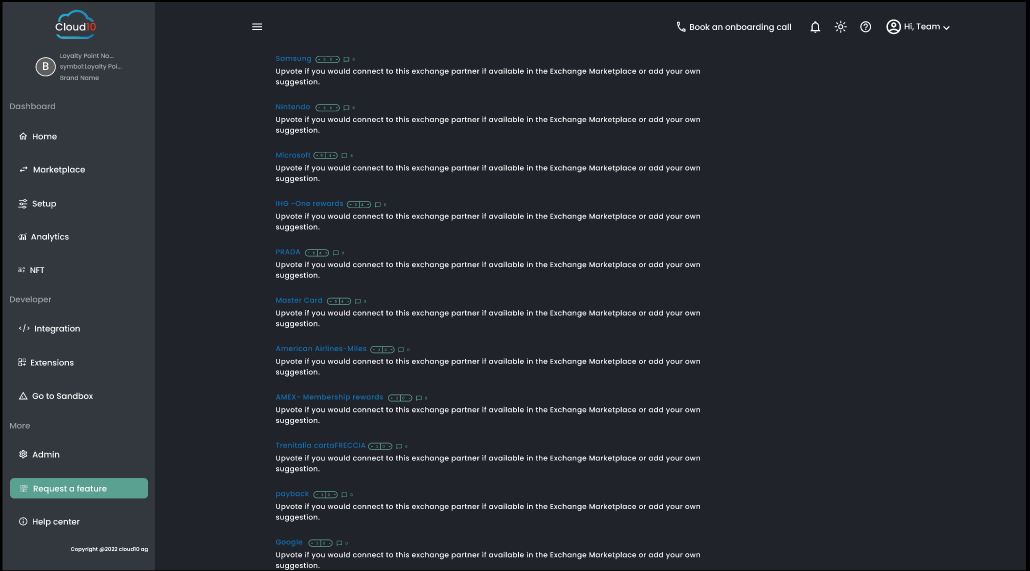 Cloud10
Book an onboarding call
Hi, Team
B
Loyalty Point No...
symbol:Loyalty Poi...
Brand Name
Dashboard
Home
Marketplace
Setup
Analytics
NFT
Developer
Integration
Extensions
Go to Sandbox
More
Admin
Request a feature
Help center
Copyright @2022 cloud10 ag
Samsung
Upvote if you would connect to this exchange partner if available in the Exchange Marketplace or add your own
suggestion.
Nintendo
Upvote if you would connect to this exchange partner if available in the Exchange Marketplace or add your own
suggestion.
Microsoft
Upvote if you would connect to this exchange partner if available in the Exchange Marketplace or add your own
suggestion.
IHG -One rewards
Upvote if you would connect to this exchange partner if available in the Exchange Marketplace or add your own
suggestion.
PRADA
Upvote if you would connect to this exchange partner if available in the Exchange Marketplace or add your own
suggestion.
Master Card
Upvote if you would connect to this exchange partner if available in the Exchange Marketplace or add your own
suggestion.
American Airlines-Miles
Upvote if you would connect to this exchange partner if available in the Exchange Marketplace or add your own
suggestion.
AMEX- Membership rewards
Upvote if you would connect to this exchange partner if available in the Exchange Marketplace or add your own
suggestion.
Trenitalia cartaFRECCIA
Upvote if you would connect to this exchange partner if available in the Exchange Marketplace or add your own
suggestion.
payback
Upvote if you would connect to this exchange partner if available in the Exchange Marketplace or add your own
suggestion.
Google
Upvote if you would connect to this exchange partner if available in the Exchange Marketplace or add your own
suggestion.